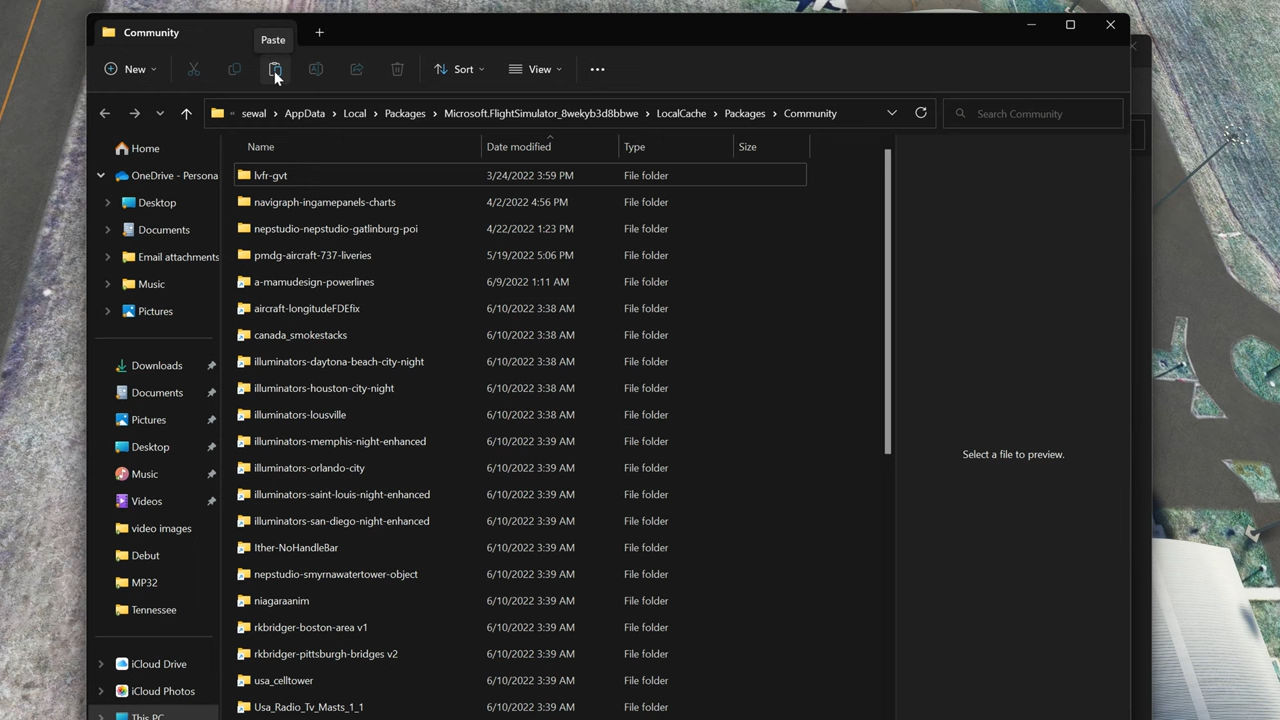 Community
Paste
New
Sort
View
« sewal > AppData > Local > Packages > Microsoft.FlightSimulator_8wekyb3d8bbwe > LocalCache > Packages > Community
Search Community
Name Date modified Type Size
Home
OneDrive - Persona
Desktop
Documents
Email attachments
Music
Pictures
Downloads
Documents
Pictures
Desktop
Music
Videos
video images
Debut
MP32
Tennessee
iCloud Drive
iCloud Photos
This PC
lvfr-gvt 3/24/2022 3:59 PM File folder
navigraph-ingamepanels-charts 4/2/2022 4:56 PM File folder
nepstudio-nepstudio-gatlinburg-poi 4/22/2022 1:23 PM File folder
pmdg-aircraft-737-liveries 5/19/2022 5:06 PM File folder
a-mamudesign-powerlines 6/9/2022 1:11 AM File folder
aircraft-longitudeFDEfix 6/10/2022 3:38 AM File folder
canada_smokestacks 6/10/2022 3:38 AM File folder
illuminators-daytona-beach-city-night 6/10/2022 3:38 AM File folder
illuminators-houston-city-night 6/10/2022 3:38 AM File folder
illuminators-lousville 6/10/2022 3:38 AM File folder
illuminators-memphis-night-enhanced 6/10/2022 3:39 AM File folder
illuminators-orlando-city 6/10/2022 3:39 AM File folder
illuminators-saint-louis-night-enhanced 6/10/2022 3:39 AM File folder
illuminators-san-diego-night-enhanced 6/10/2022 3:39 AM File folder
lther-NoHandleBar 6/10/2022 3:39 AM File folder
nepstudio-smyrnawatertower-object 6/10/2022 3:39 AM File folder
niagaraanim 6/10/2022 3:39 AM File folder
rkbridger-boston-area v1 6/10/2022 3:39 AM File folder
rkbridger-pittsburgh-bridges v2 6/10/2022 3:39 AM File folder
usa_celltower 6/10/2022 3:39 AM File folder
Usa_Radio_Tv_Masts_1_1 6/10/2022 3:39 AM File folder
Select a file to preview.